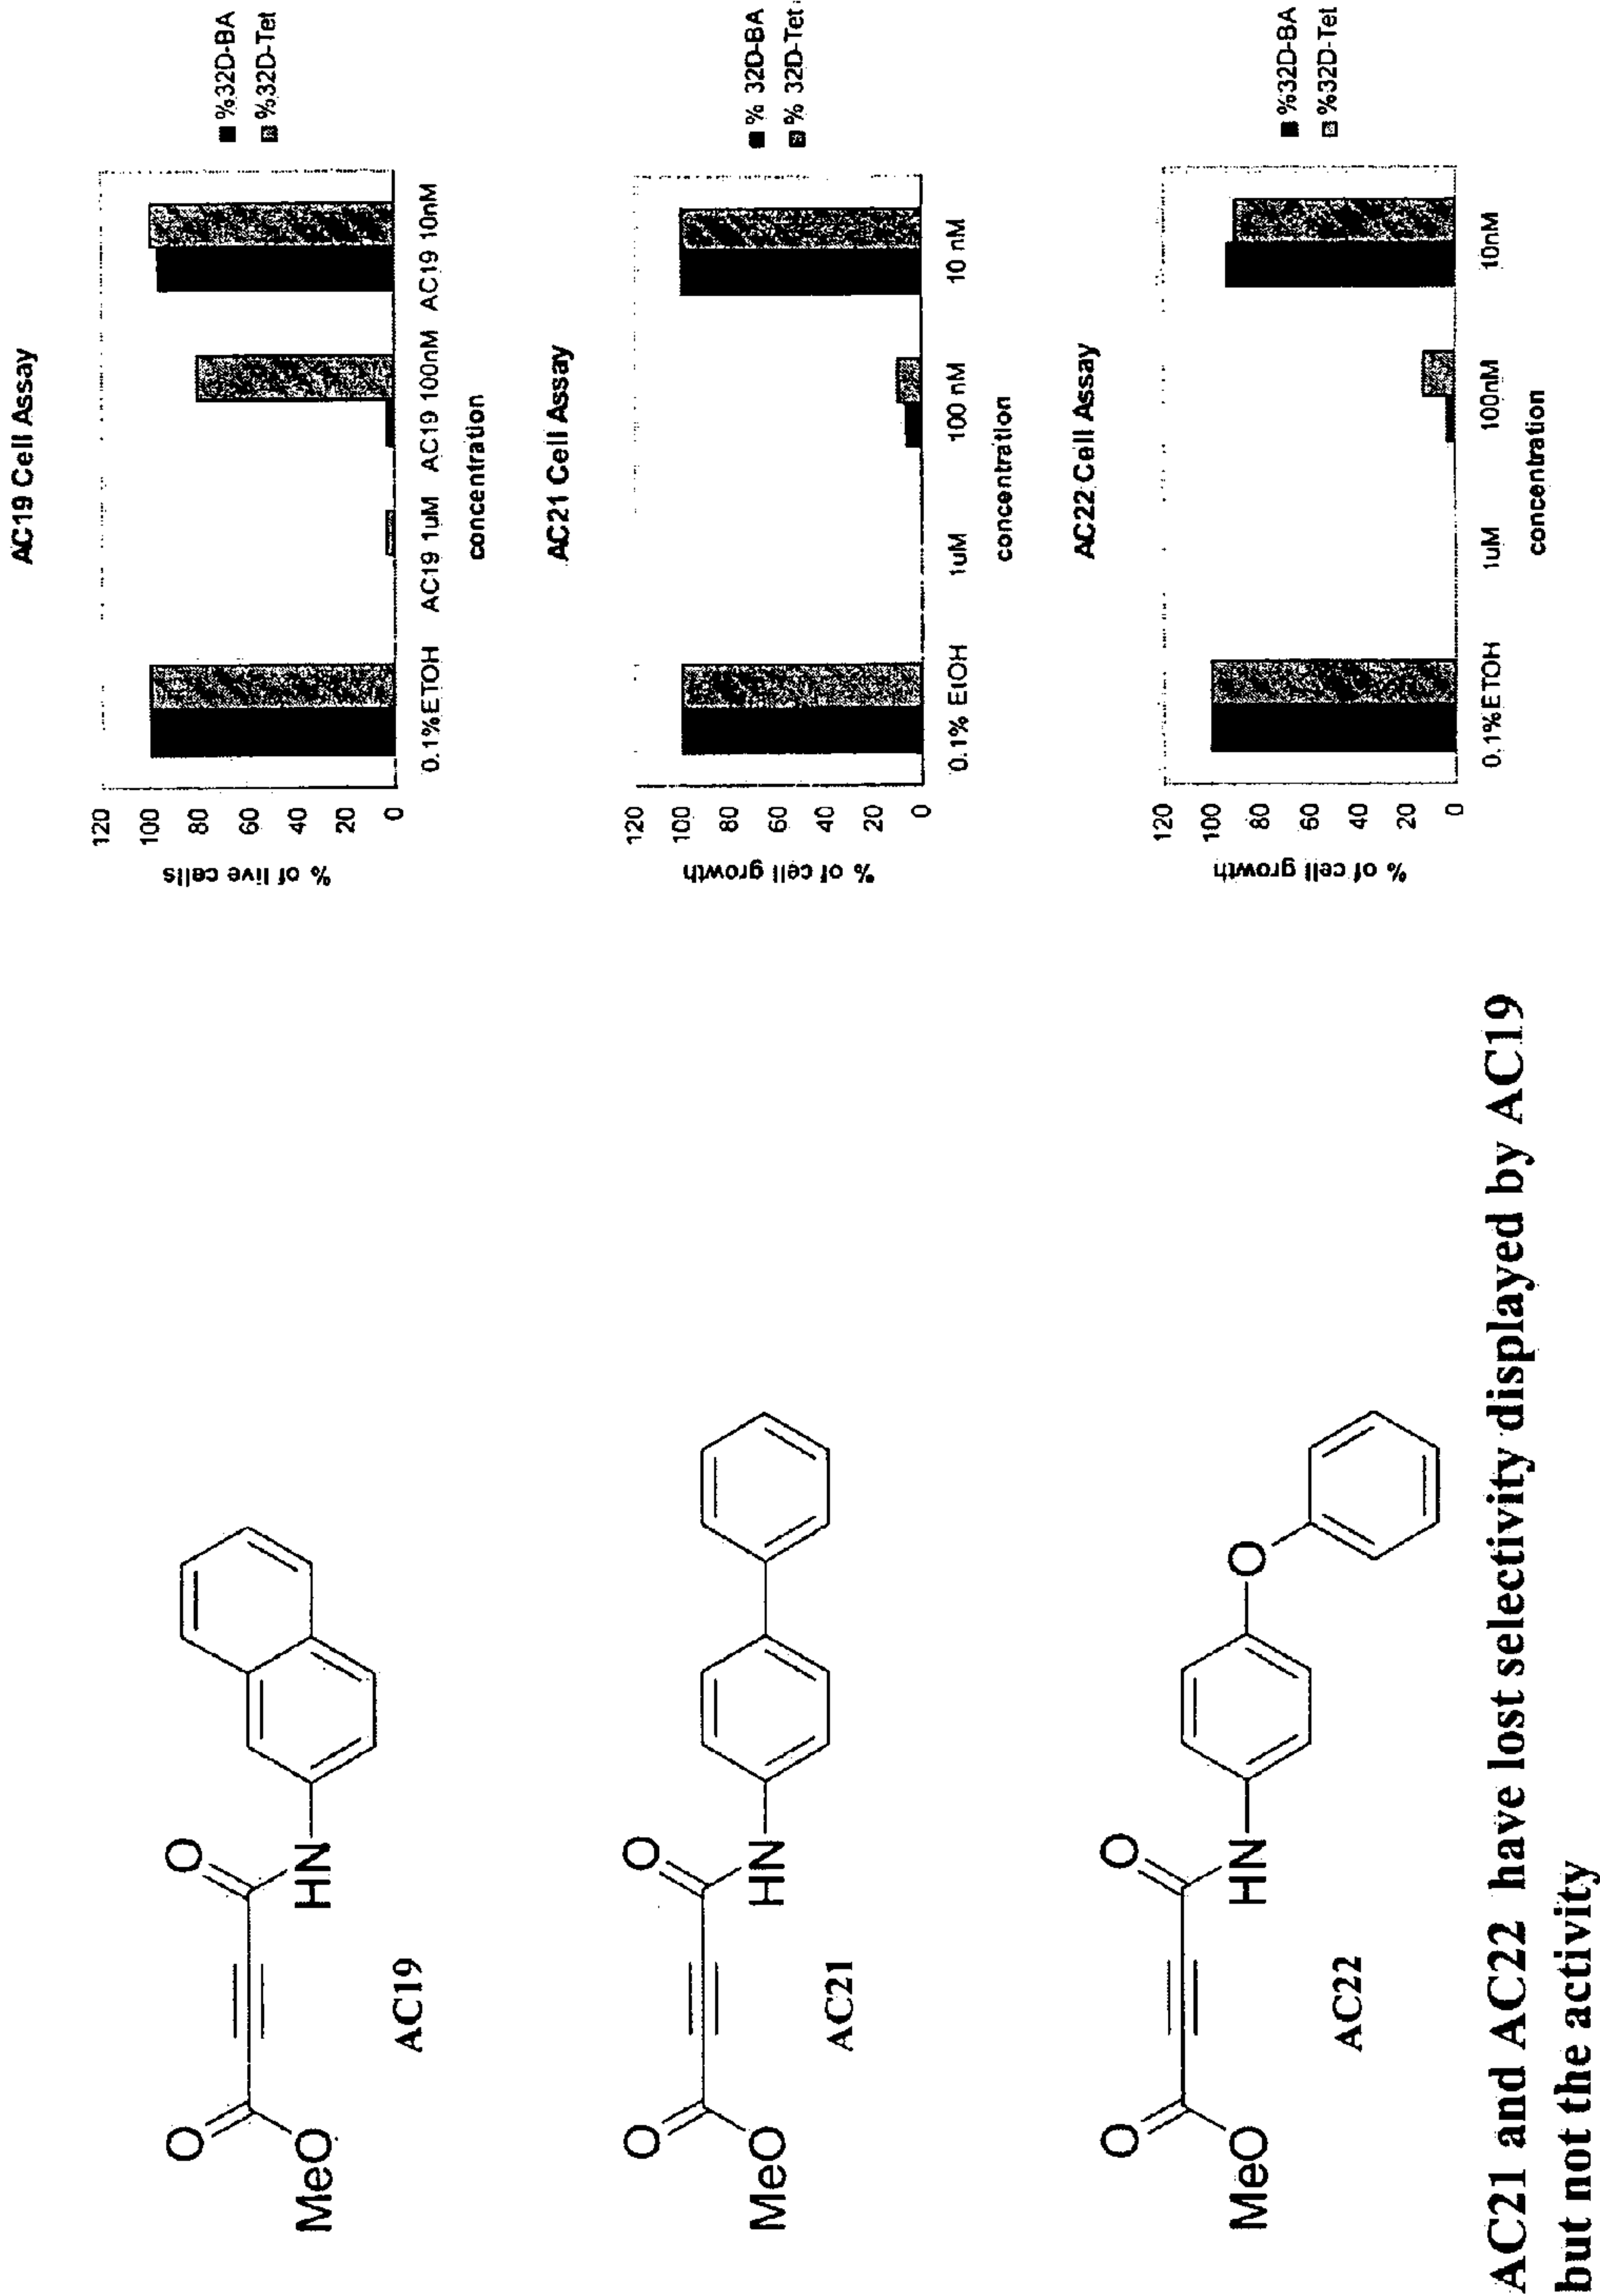 AC19 Cell Assay
% of live cells
120
100
80
60
40
20
0
0.1%ETOH AC19 1uM AC19 100nM AC19 10nM
concentration
%32D-BA
%32D-Tet
O
O
MeO
HN
AC19
AC21 Cell Assay
% of cell growth
120
100
80
60
40
20
0
0.1% EtOH 1uM 100 nM 10 nM
concentration
% 32D-BA
% 32D-Tet
O
O
MeO
HN
AC21
AC22 Cell Assay
% of cell growth
120
100
80
60
40
20
0
0.1%ETOH 1uM 100nM 10nM
concentration
%32D-BA
%32D-Tet
O
O
MeO
HN
O
AC22
AC21 and AC22 have lost selectivity displayed by AC19
but not the activity